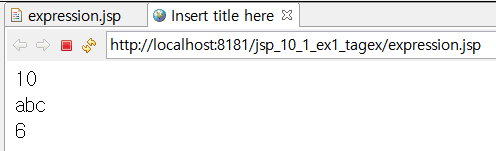 expression.jsp Insert title here
http://localhost:8181/jsp_10_1_ex1_tagex/expression.jsp
10
abc
6